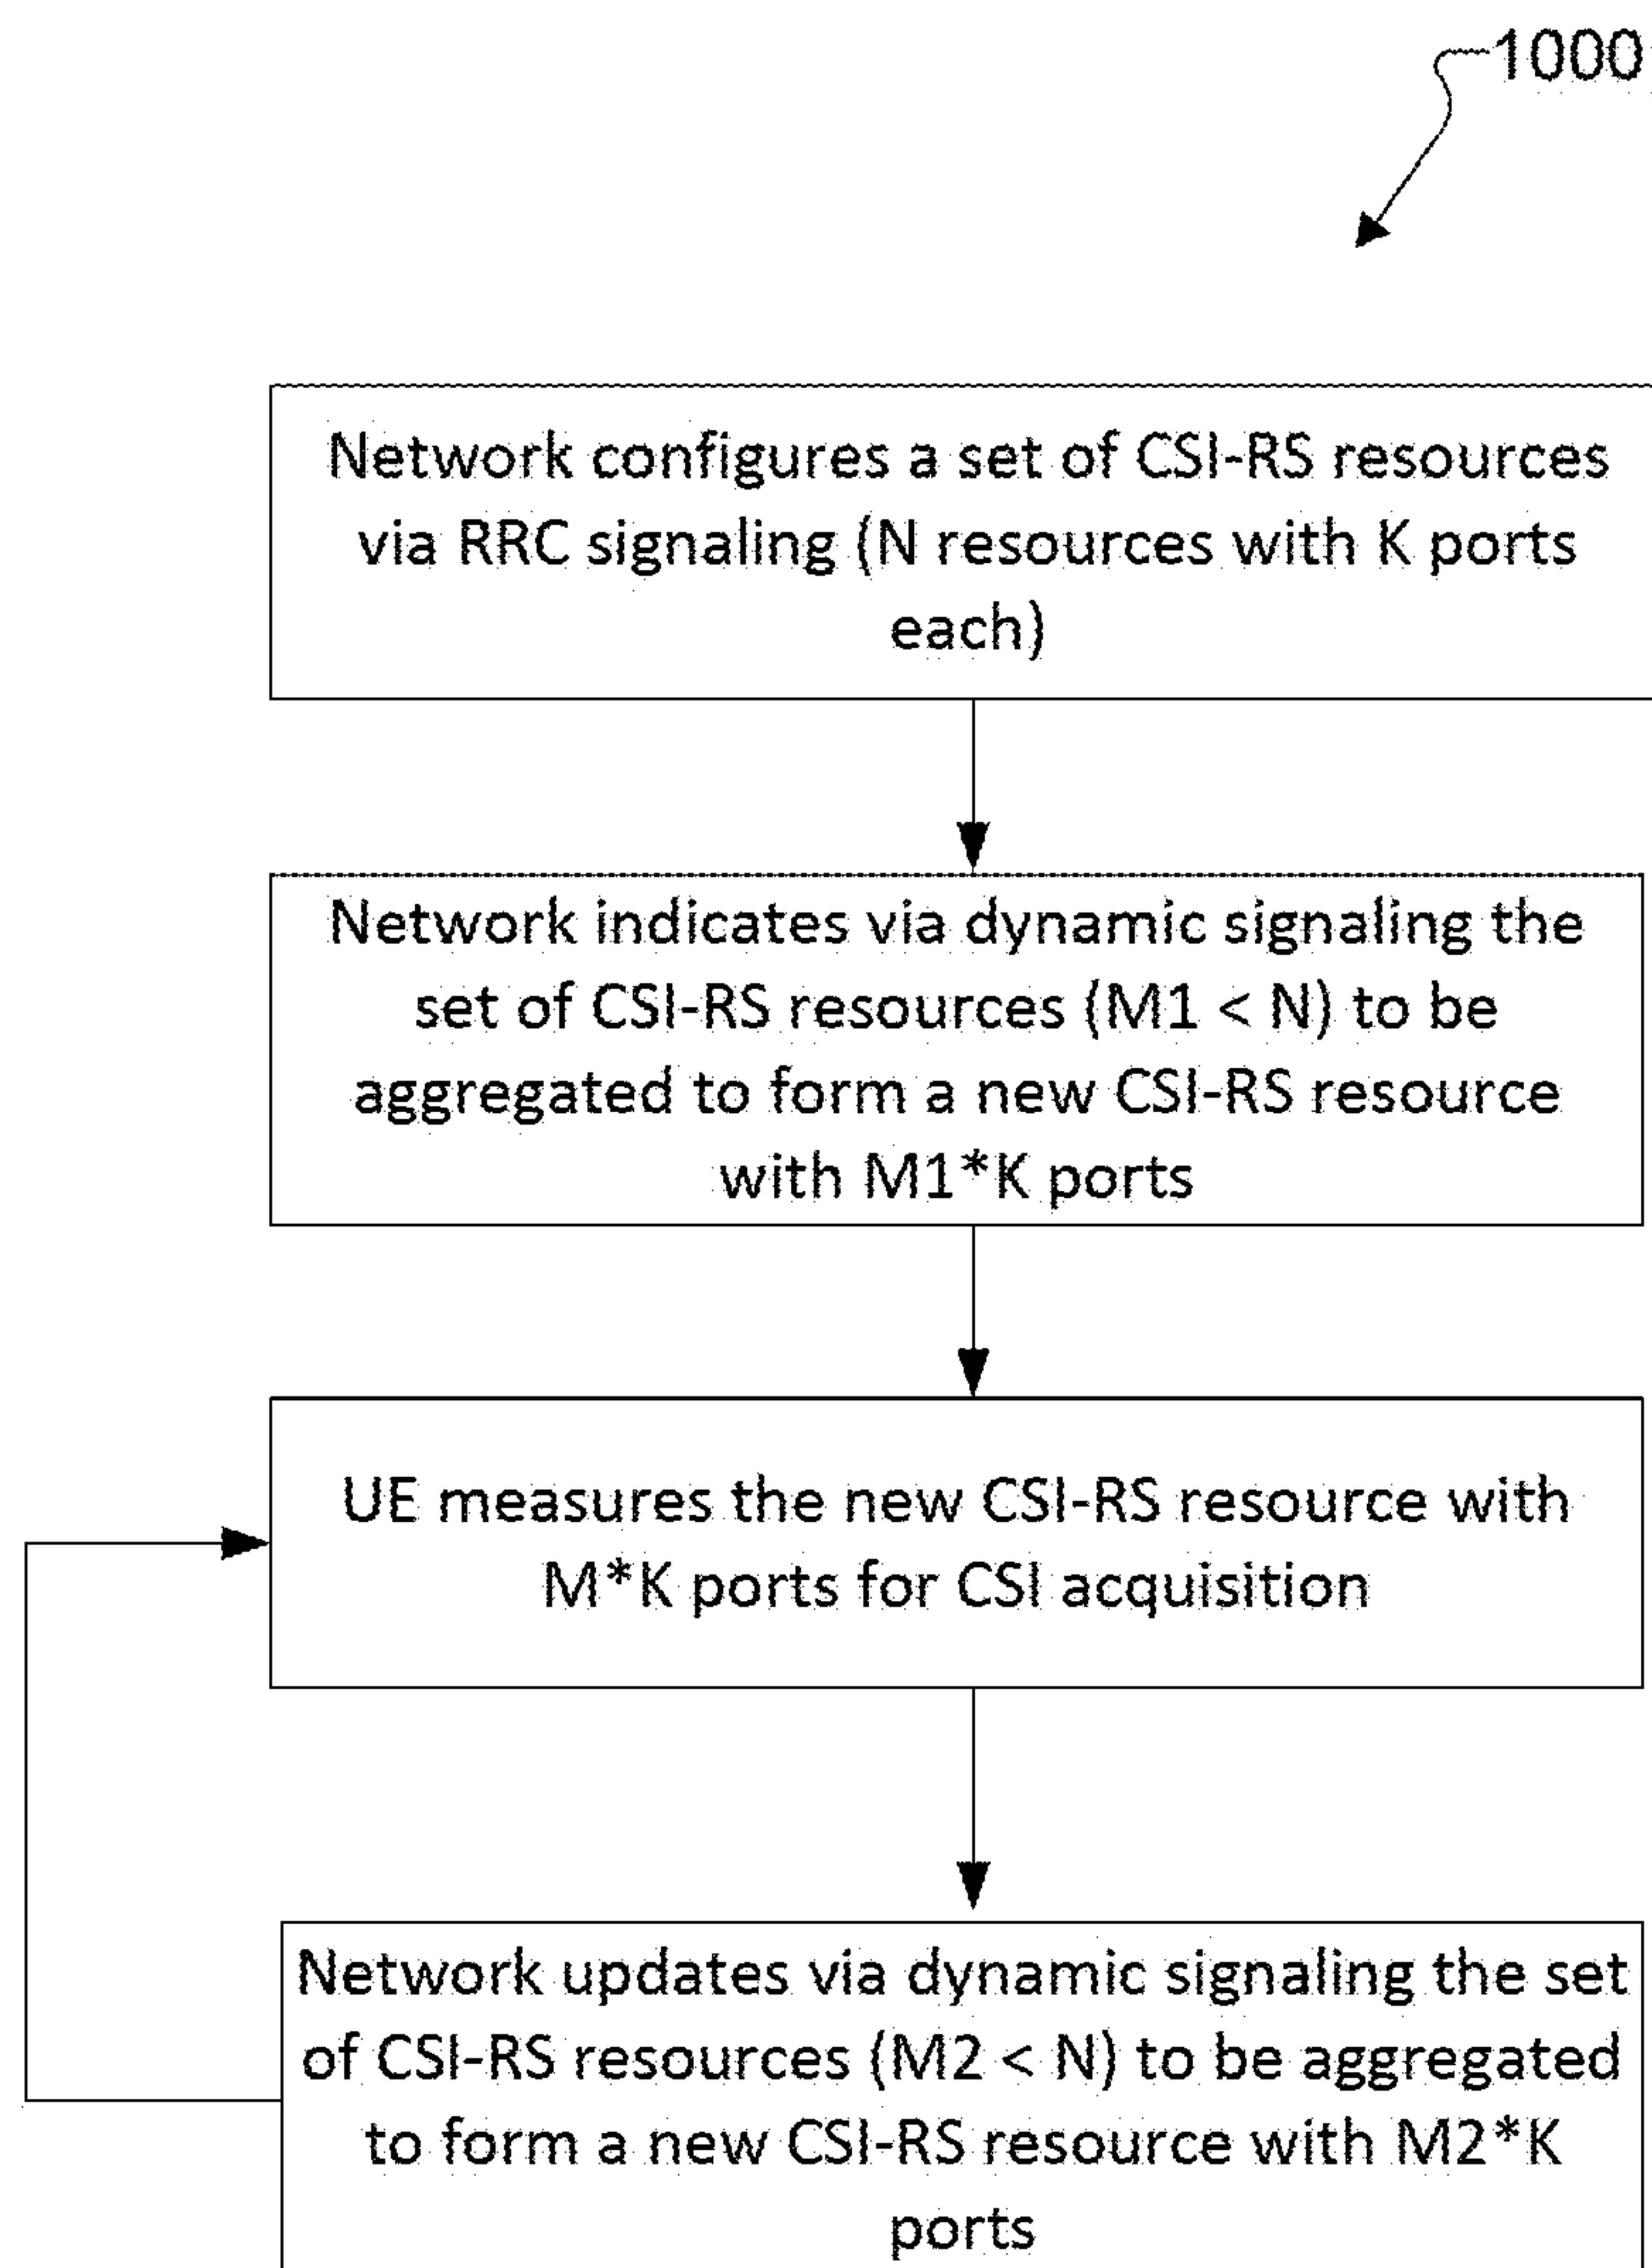 1000
Network configures a set of CSI-RS resources
via RRC signaling (N resources with K ports
each)
Network indicates via dynamic signaling the
set of CSI-RS resources (M1 < N) to be
aggregated to form a new CSI-RS resource
with M1*K ports
UE measures the new CSI-RS resource with
M*K ports for CSI acquisition
Network updates via dynamic signaling the set
of CSI-RS resources (M2 < N) to be aggregated
to form a new CSI-RS resource with M2*K
ports